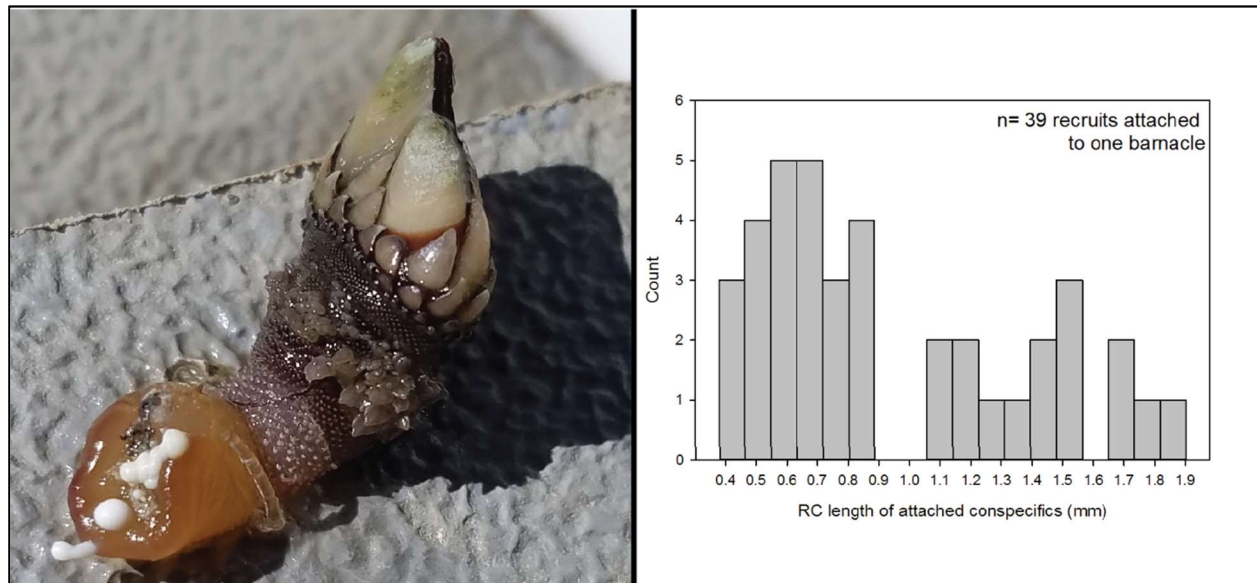 n= 39 recruits attached
to one barnacle
6
5
4
3
2
1
0
Count
0.4 0.5 0.6 0.7 0.8 0.9 1.0 1.1 1.2 1.3 1.4 1.5 1.6 1.7 1.8 1.9
RC length of attached conspecifics (mm)